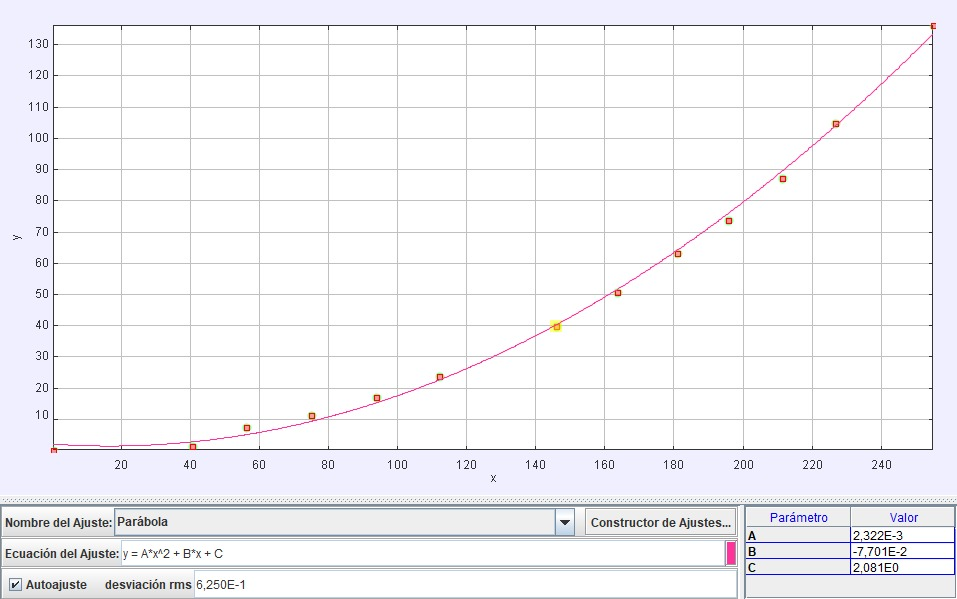 130
120
110
100
90
80
70
60
50
40
30
20
10
y
20 40 60 80 100 120 140 160 180 200 220 240
x
Nombre del Ajuste: Parábola Constructor de Ajustes...
Ecuación del Ajuste: y = A*x^2 + B*x + C
Autoajuste desviación rms 6,250E-1
Parámetro Valor
A 2,322E-3
B -7,701E-2
C 2,081E0